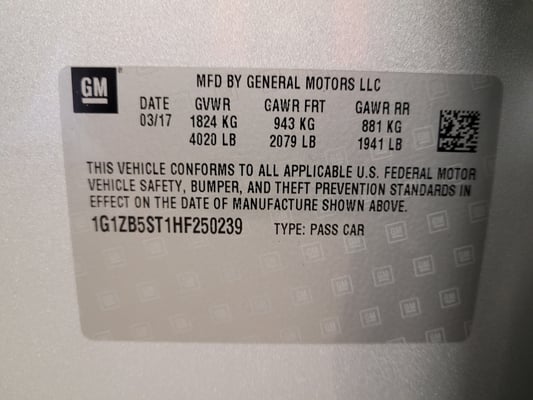 GM
MFD BY GENERAL MOTORS LLC
DATE GVWR GAWR FRT GAWR RR
03/17 1824 KG 943 KG 881 KG
4020 LB 2079 LB 1941 LB
THIS VEHICLE CONFORMS TO ALL APPLICABLE U.S. FEDERAL MOTOR
VEHICLE SAFETY, BUMPER, AND THEFT PREVENTION STANDARDS IN
EFFECT ON THE DATE OF MANUFACTURE SHOWN ABOVE.
1G1ZB5ST1HF250239 TYPE: PASS CAR